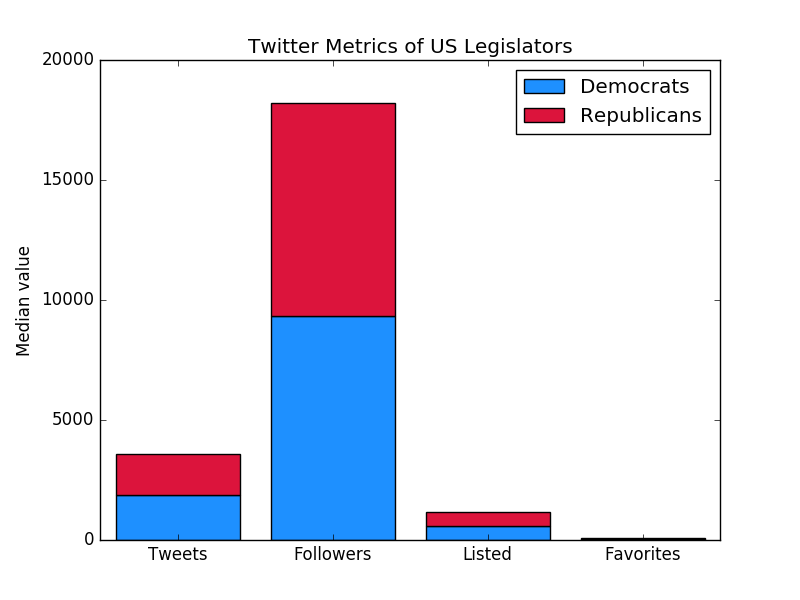 Twitter Metrics of US Legislators
20000
15000
10000
5000
0
Median value
Democrats
Republicans
Tweets
Followers
Listed
Favorites